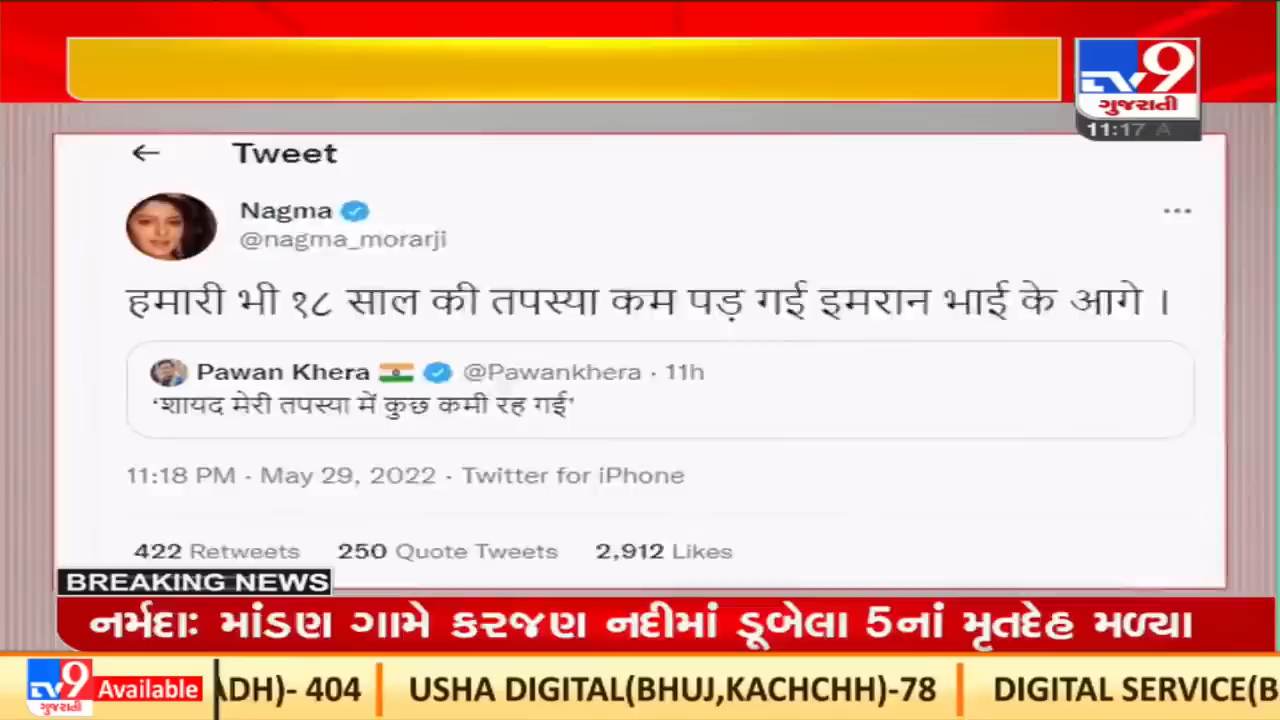 TV9
ગુજરાતી
11:17 A
← Tweet
Nagma
@nagma_morarji
हमारी भी १८ साल की तपस्या कम पड़ गई इमरान भाई के आगे ।
Pawan Khera @Pawankhera · 11h
‘शायद मेरी तपस्या में कुछ कमी रह गई’
11:18 PM · May 29, 2022 · Twitter for iPhone
422 Retweets 250 Quote Tweets 2,912 Likes
BREAKING NEWS
નર્મદાઃ માંડણ ગામે કરજણ નદીમાં ડૂબેલા 5નાં મૃતદેહ મળ્યા
TV9
ગુજરાતી
Available
ADH)- 404 | USHA DIGITAL(BHUJ,KACHCHH)-78 | DIGITAL SERVICE(B